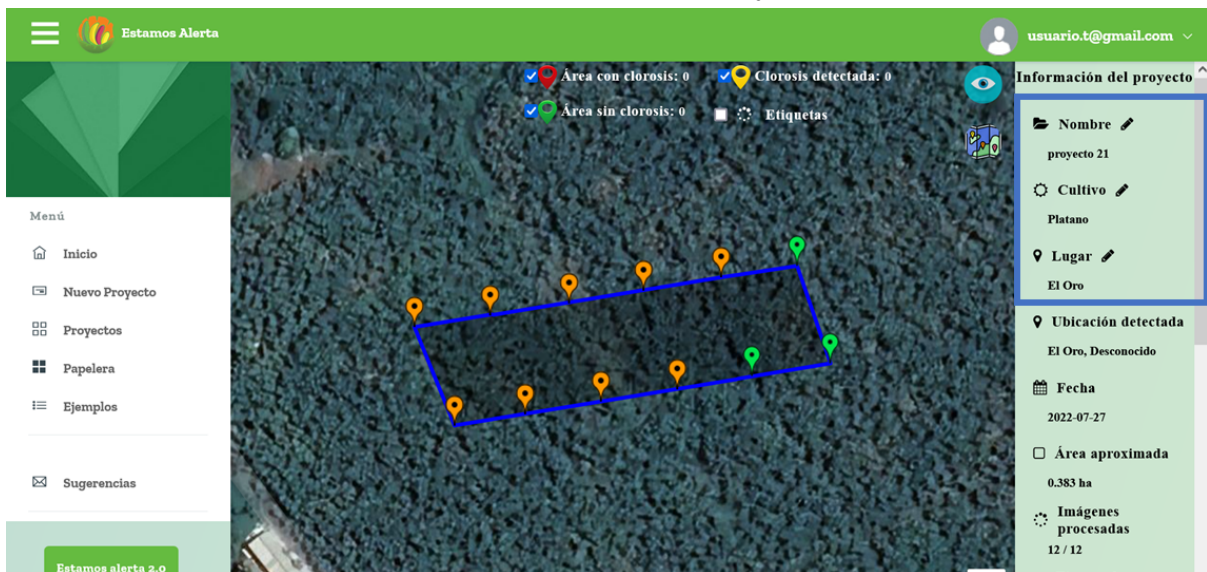 Estamos Alerta
usuario.t@gmail.com
Menú
Inicio
Nuevo Proyecto
Proyectos
Papelera
Ejemplos
Sugerencias
Estamos alerta 2.0
Área con clorosis: 0
Clorosis detectada: 0
Área sin clorosis: 0
Etiquetas
Información del proyecto
Nombre
proyecto 21
Cultivo
Platano
Lugar
El Oro
Ubicación detectada
El Oro, Desconocido
Fecha
2022-07-27
Área aproximada
0.383 ha
Imágenes
procesadas
12 / 12